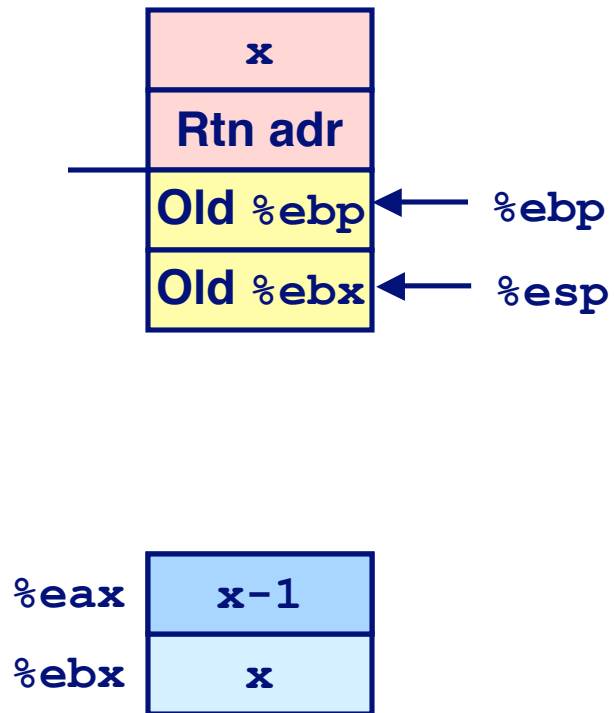 x
Rtn adr
Old %ebp %ebp
Old %ebx %esp
%eax x-1
%ebx x